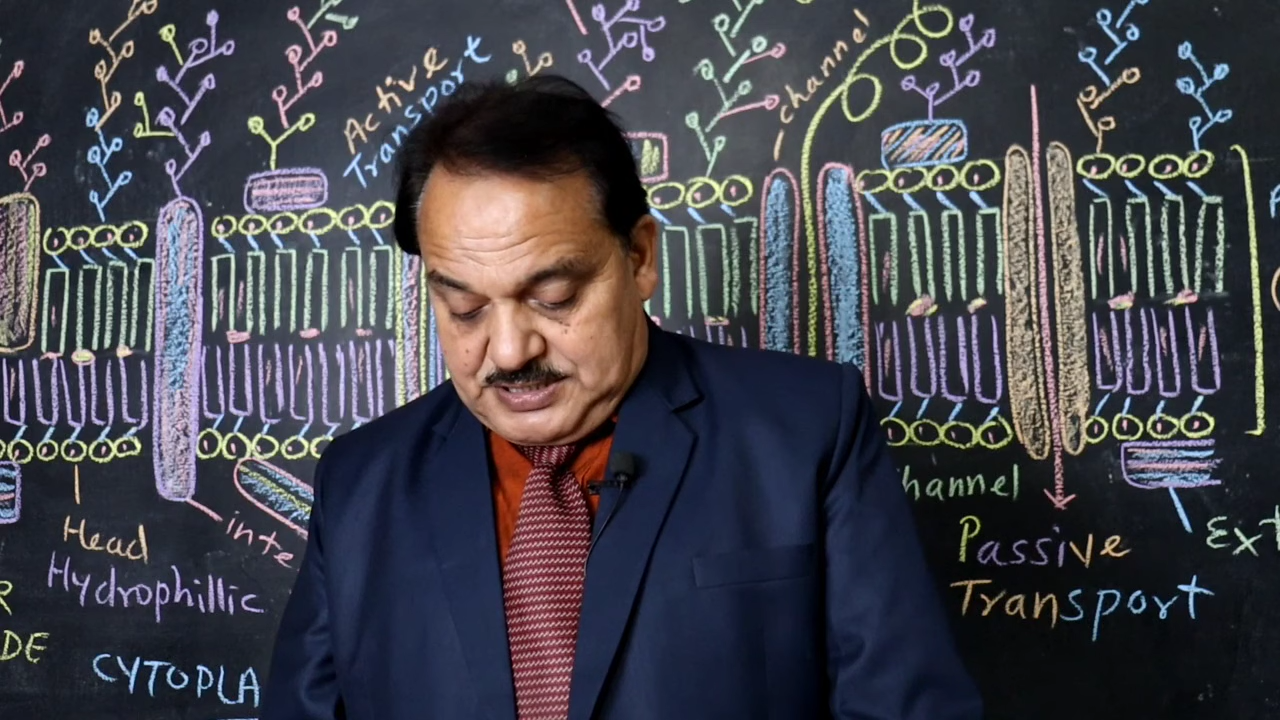 Active
Transport
channel
hannel
Passive
Transport
Ext
inte
Head
Hydrophillic
R
DE
CYTOPLA